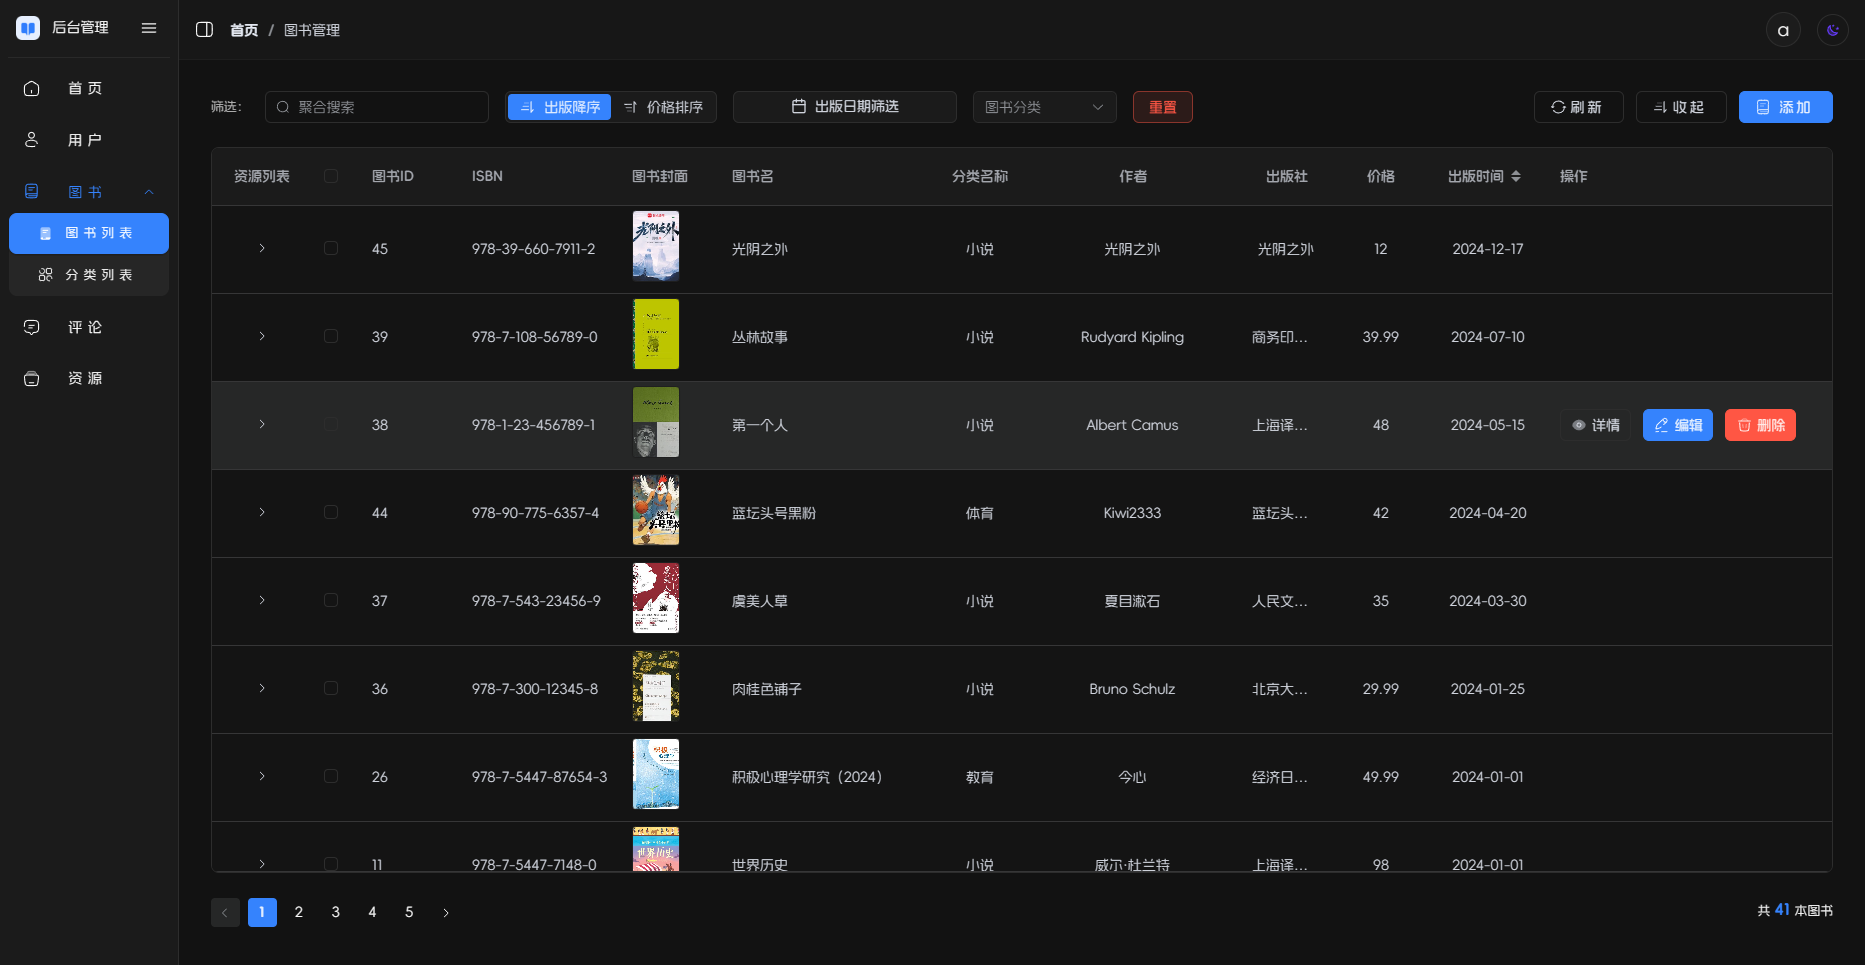 后台管理
首页
用户
图书
图书列表
分类列表
评论
资源
首页 / 图书管理
a
筛选： 聚合搜索 出版降序 价格排序 出版日期筛选 图书分类 重置 刷新 收起 添加
资源列表 图书ID ISBN 图书封面 图书名 分类名称 作者 出版社 价格 出版时间 操作
45 978-39-660-7911-2 光阴之外 光阴之外 小说 光阴之外 光阴之外 12 2024-12-17
39 978-7-108-56789-0 丛林故事 小说 Rudyard Kipling 商务印... 39.99 2024-07-10
38 978-1-23-456789-1 第一个人 小说 Albert Camus 上海译... 48 2024-05-15 详情 编辑 删除
44 978-90-775-6357-4 篮坛头号黑粉 体育 Kiwi2333 篮坛头... 42 2024-04-20
37 978-7-543-23456-9 虞美人草 小说 夏目漱石 人民文... 35 2024-03-30
36 978-7-300-12345-8 肉桂色铺子 小说 Bruno Schulz 北京大... 29.99 2024-01-25
26 978-7-5447-87654-3 积极 积极心理学研究（2024） 教育 今心 经济日... 49.99 2024-01-01
11 978-7-5447-7148-0 世界历史 世界历史 小说 威尔·杜兰特 上海译... 98 2024-01-01
1 2 3 4 5
共 41 本图书